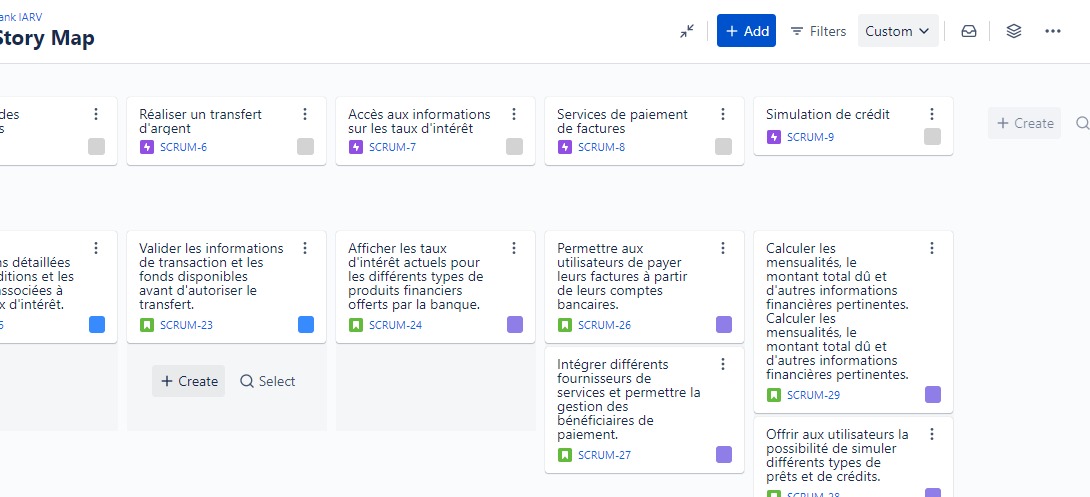 ank IARV
Story Map
Add
Filters
Custom
des
s
Réaliser un transfert
d'argent
SCRUM-6
Accès aux informations
sur les taux d'intérêt
SCRUM-7
Services de paiement
de factures
SCRUM-8
Simulation de crédit
SCRUM-9
Create
ns détaillées
ditions et les
associées à
x d'intérêt.
5
Valider les informations
de transaction et les
fonds disponibles
avant d'autoriser le
transfert.
SCRUM-23
Create
Select
Afficher les taux
d'intérêt actuels pour
les différents types de
produits financiers
offerts par la banque.
SCRUM-24
Permettre aux
utilisateurs de payer
leurs factures à partir
de leurs comptes
bancaires.
SCRUM-26
Intégrer différents
fournisseurs de
services et permettre la
gestion des
bénéficiaires de
paiement.
SCRUM-27
Calculer les
mensualités, le
montant total dû et
d'autres informations
financières pertinentes.
Calculer les
mensualités, le
montant total dû et
d'autres informations
financières pertinentes.
SCRUM-29
Offrir aux utilisateurs la
possibilité de simuler
différents types de
prêts et de crédits.
SCRUM-28